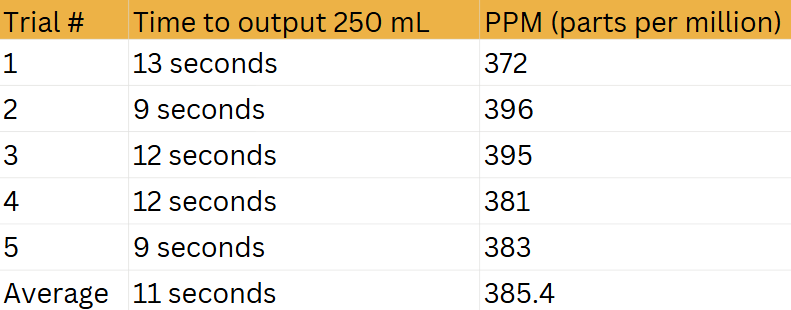 Trial # Time to output 250 mL PPM (parts per million)
1 13 seconds 372
2 9 seconds 396
3 12 seconds 395
4 12 seconds 381
5 9 seconds 383
Average 11 seconds 385.4